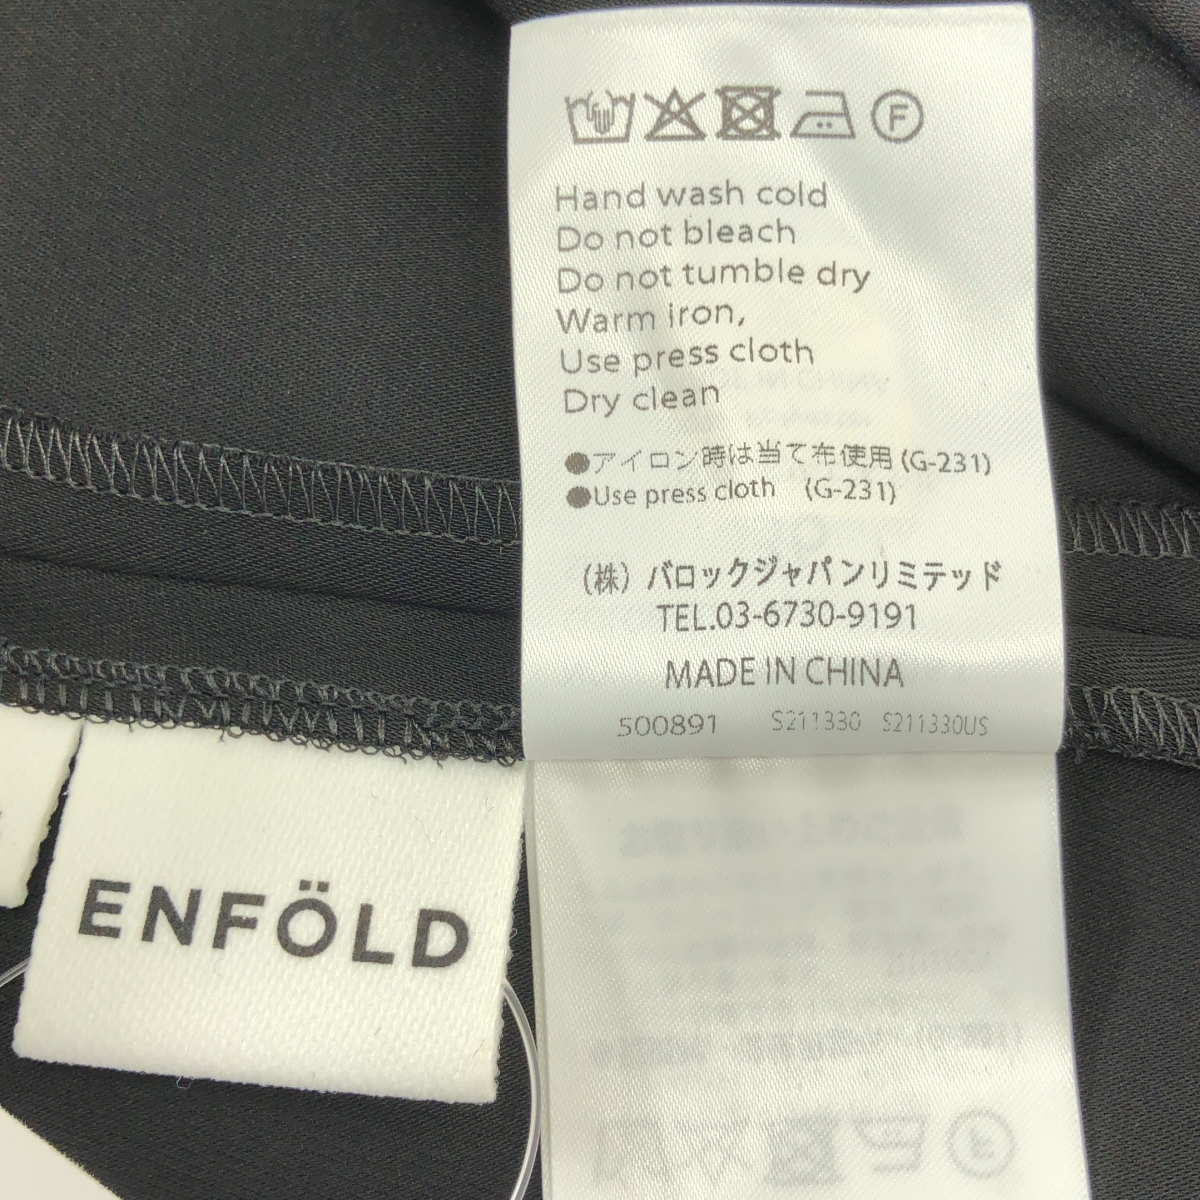 F
Hand wash cold
Do not bleach
Do not tumble dry
Warm iron,
Use press cloth
Dry clean
●アイロン時は当て布使用 (G-231)
●Use press cloth (G-231)
（株）バロックジャパンリミテッド
TEL.03-6730-9191
MADE IN CHINA
500891 S211330 S211330US
ENFÖLD